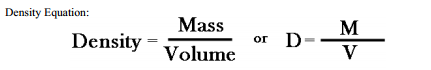 Density Equation:
Density = Mass / Volume or D = M / V